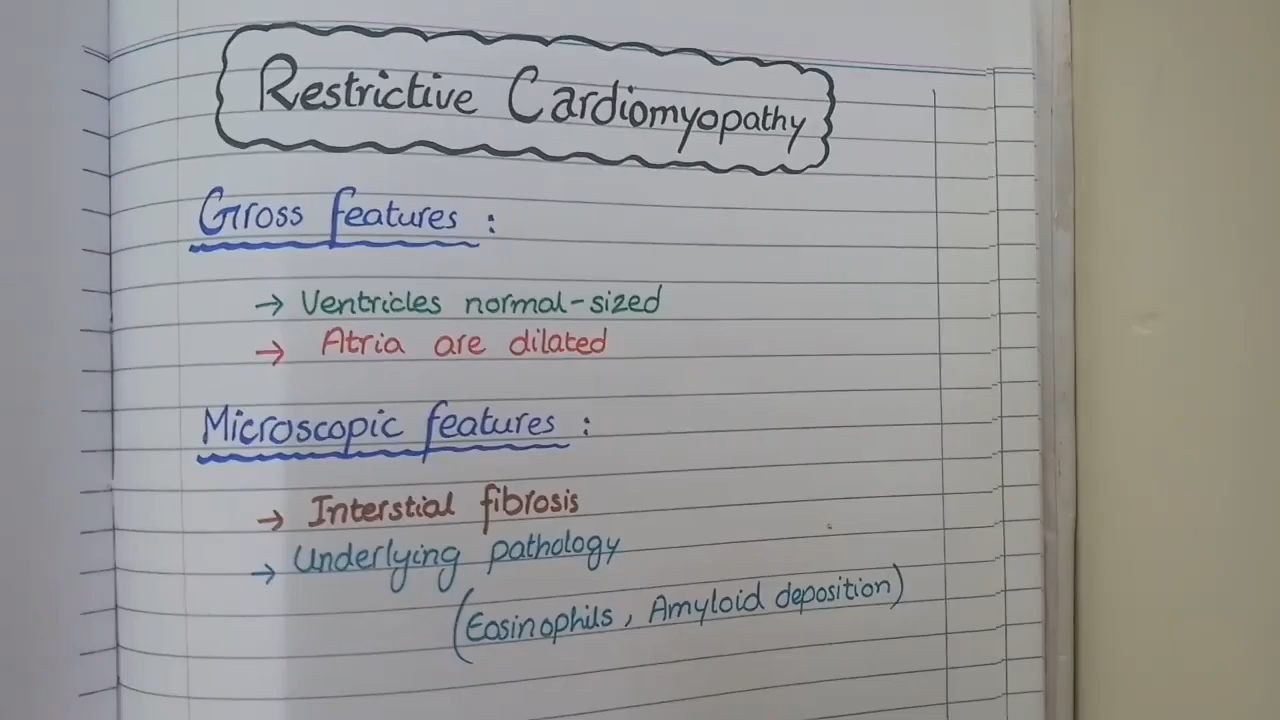 Restrictive Cardiomyopathy
Gross features :
→ Ventricles normal-sized
→ Atria are dilated
Microscopic features :
→ Interstial fibrosis
→ Underlying pathology
(Eosinophils, Amyloid deposition)